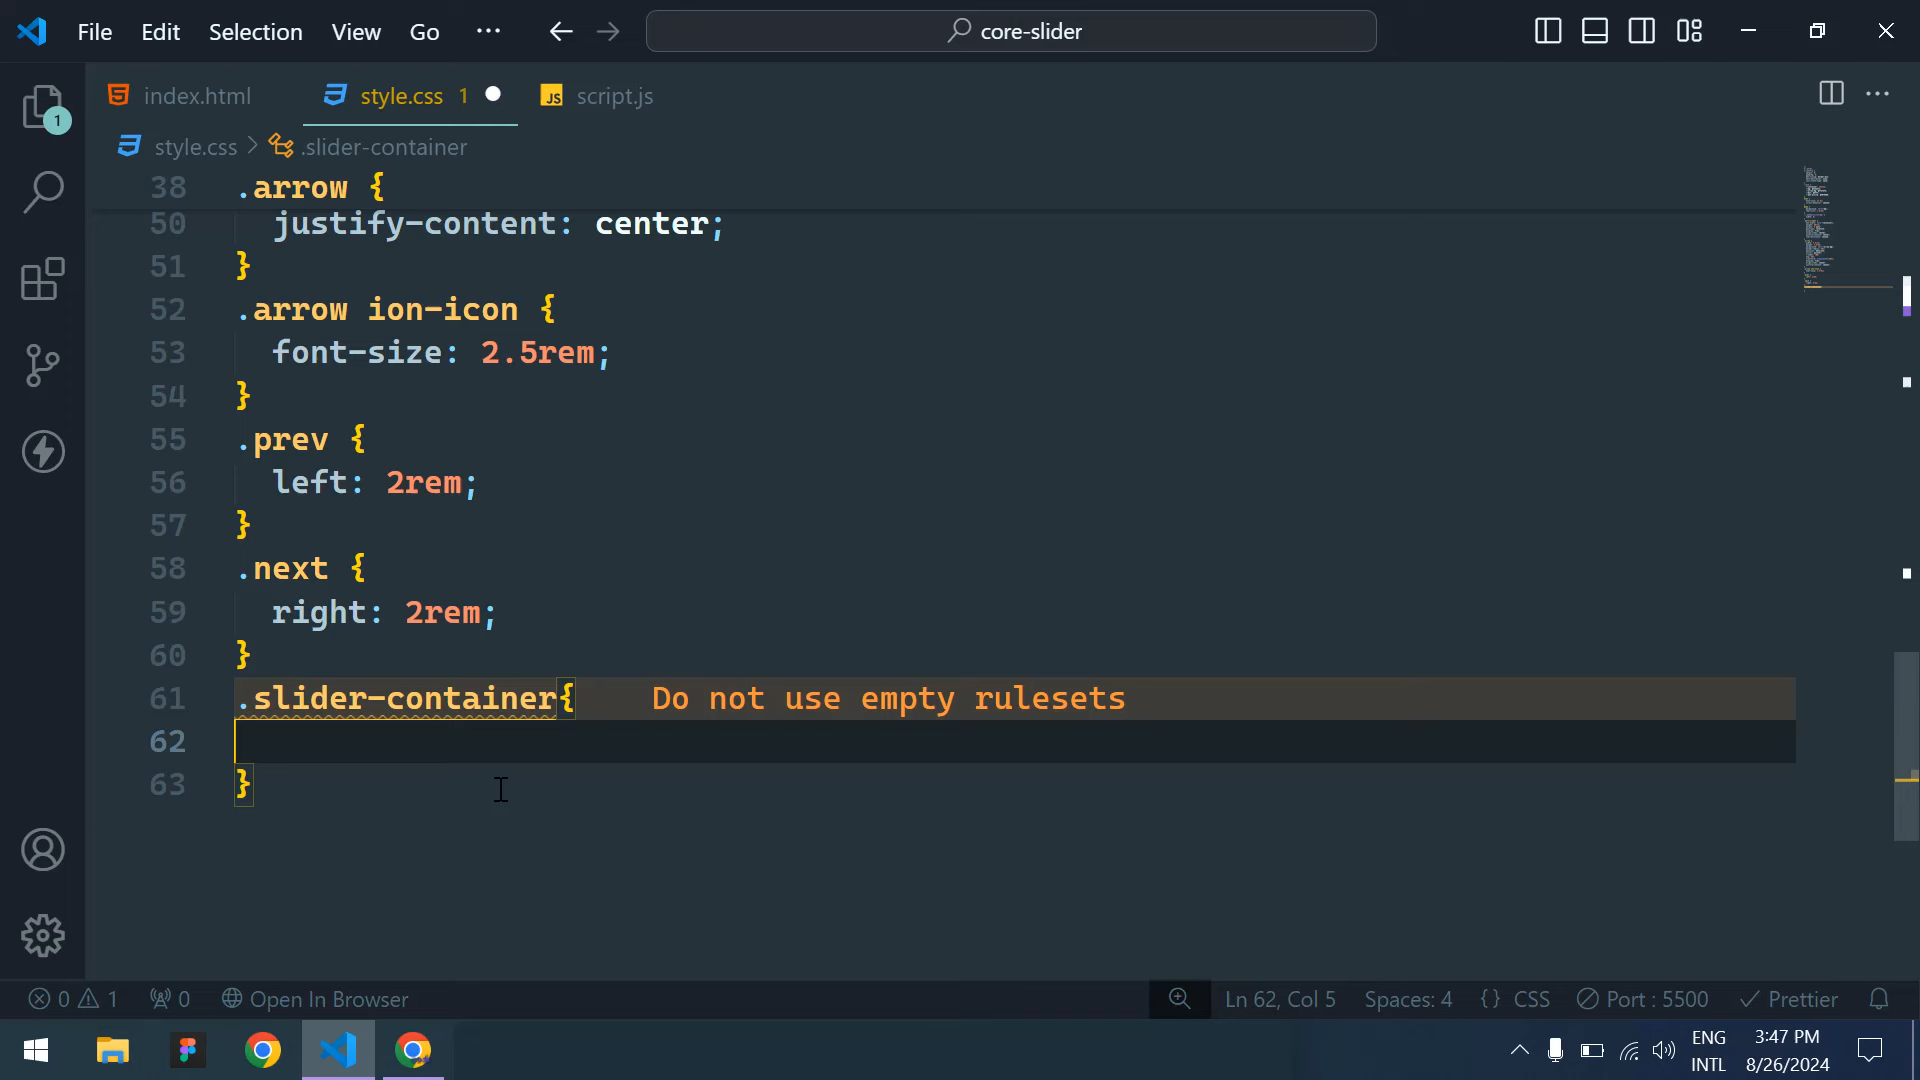 File Edit Selection View Go ··· core-slider
index.html style.css 1 script.js
style.css > .slider-container
38 .arrow {
50 justify-content: center;
51 }
52 .arrow ion-icon {
53 font-size: 2.5rem;
54 }
55 .prev {
56 left: 2rem;
57 }
58 .next {
59 right: 2rem;
60 }
61 .slider-container{ Do not use empty rulesets
62
63 }
1
0 1 0 Open In Browser Ln 62, Col 5 Spaces: 4 {} CSS Port : 5500 Prettier
ENG 3:47 PM
INTL 8/26/2024